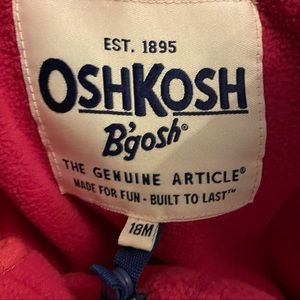 EST. 1895
OSHKOSH
B'gosh®
THE GENUINE ARTICLE®
MADE FOR FUN - BUILT TO LAST™
18M